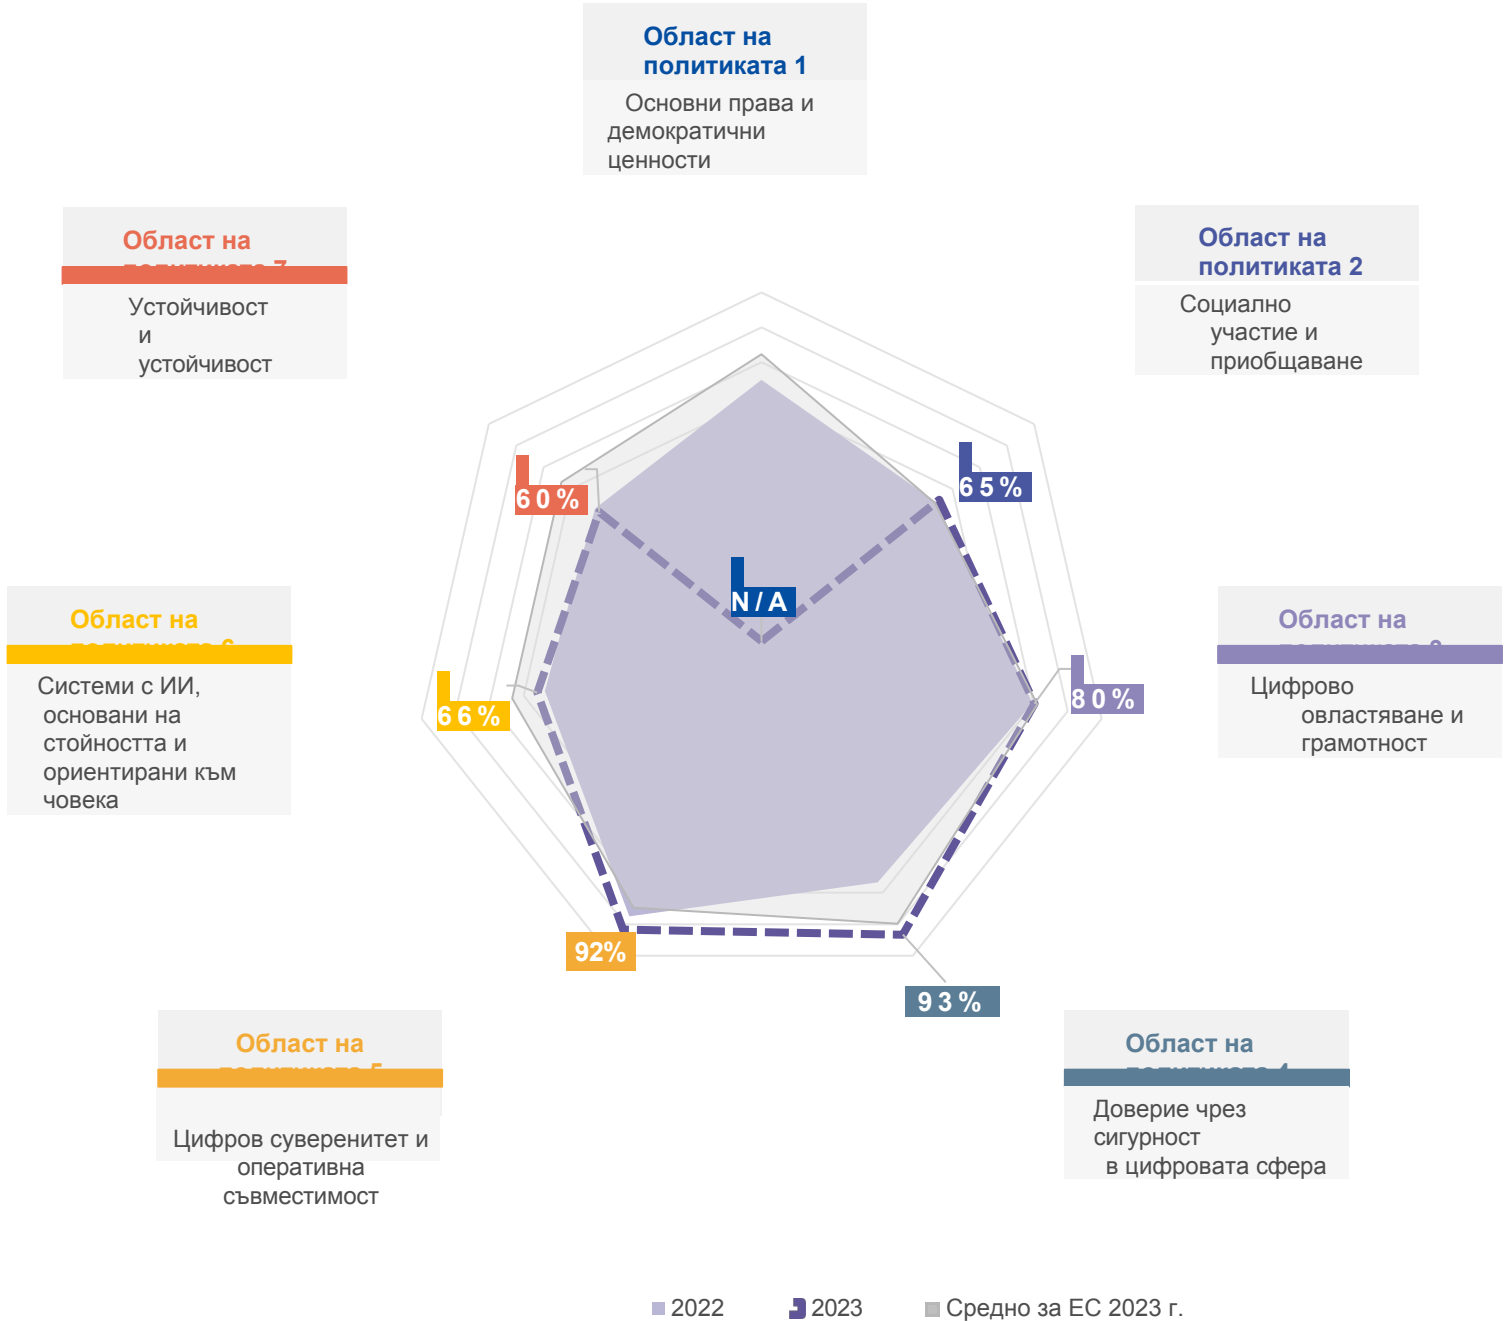 Област на
политиката 1
Основни права и
демократични
ценности
Област на
политиката 2
Социално
участие и
приобщаване
Област на
Цифрово
овластяване и
грамотност
Област на
Доверие чрез
сигурност
в цифровата сфера
Област на
Цифров суверенитет и
оперативна
съвместимост
Област на
Системи с ИИ,
основани на
стойността и
ориентирани към
човека
Област на
Устойчивост
и
устойчивост
N/A
65%
80%
93%
92%
66%
60%
2022
2023
Средно за ЕС 2023 г.